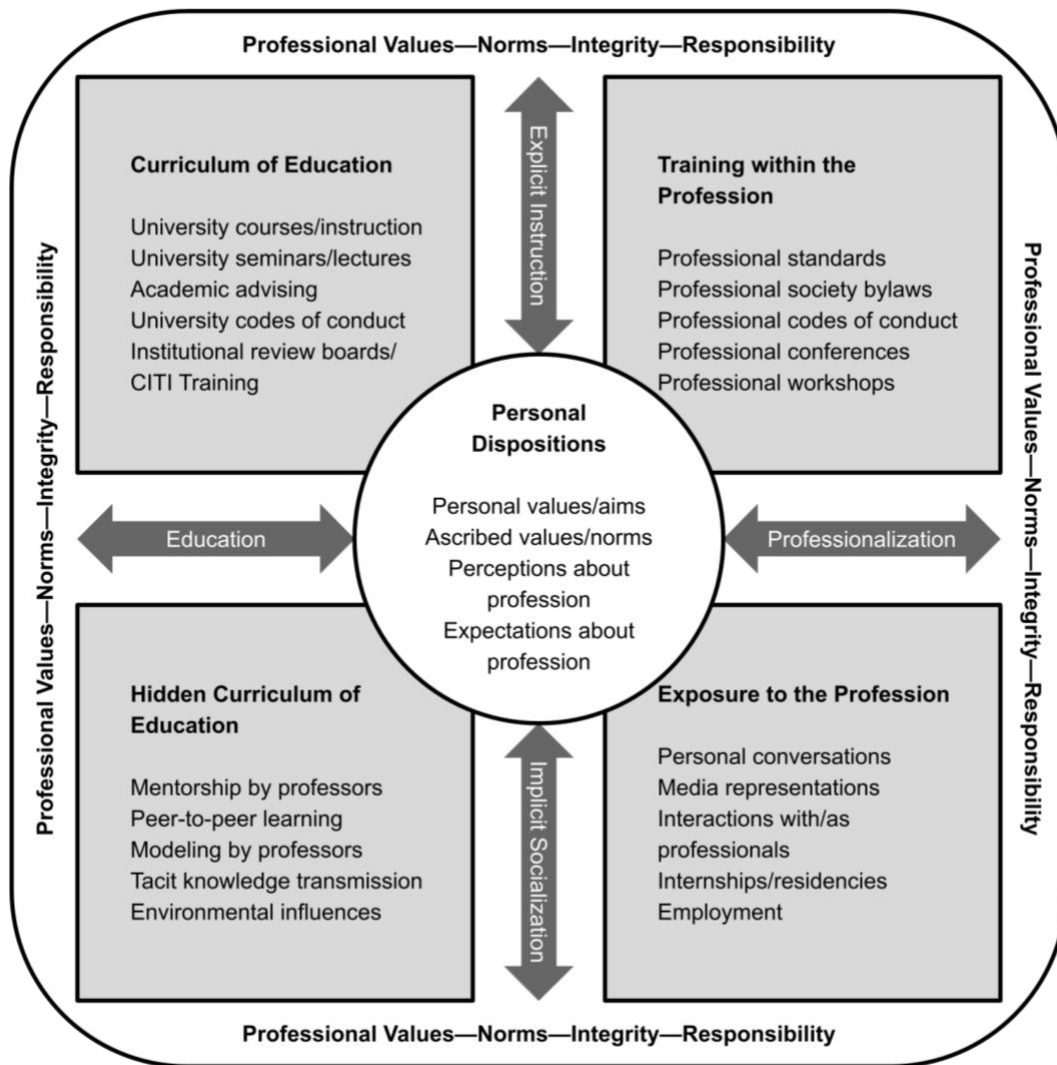 Professional Values—Norms—Integrity—Responsibility
Professional Values—Norms—Integrity—Responsibility
Curriculum of Education
University courses/instruction
University seminars/lectures
Academic advising
University codes of conduct
Institutional review boards/
CITI Training
Explicit Instruction
Training within the
Profession
Professional standards
Professional society bylaws
Professional codes of conduct
Professional conferences
Professional workshops
Professional Values—Norms—Integrity—Responsibility
Education
Personal
Dispositions
Personal values/aims
Ascribed values/norms
Perceptions about
profession
Expectations about
profession
Professionalization
Hidden Curriculum of
Education
Mentorship by professors
Peer-to-peer learning
Modeling by professors
Tacit knowledge transmission
Environmental influences
Implicit Socialization
Exposure to the Profession
Personal conversations
Media representations
Interactions with/as
professionals
Internships/residencies
Employment
Professional Values—Norms—Integrity—Responsibility